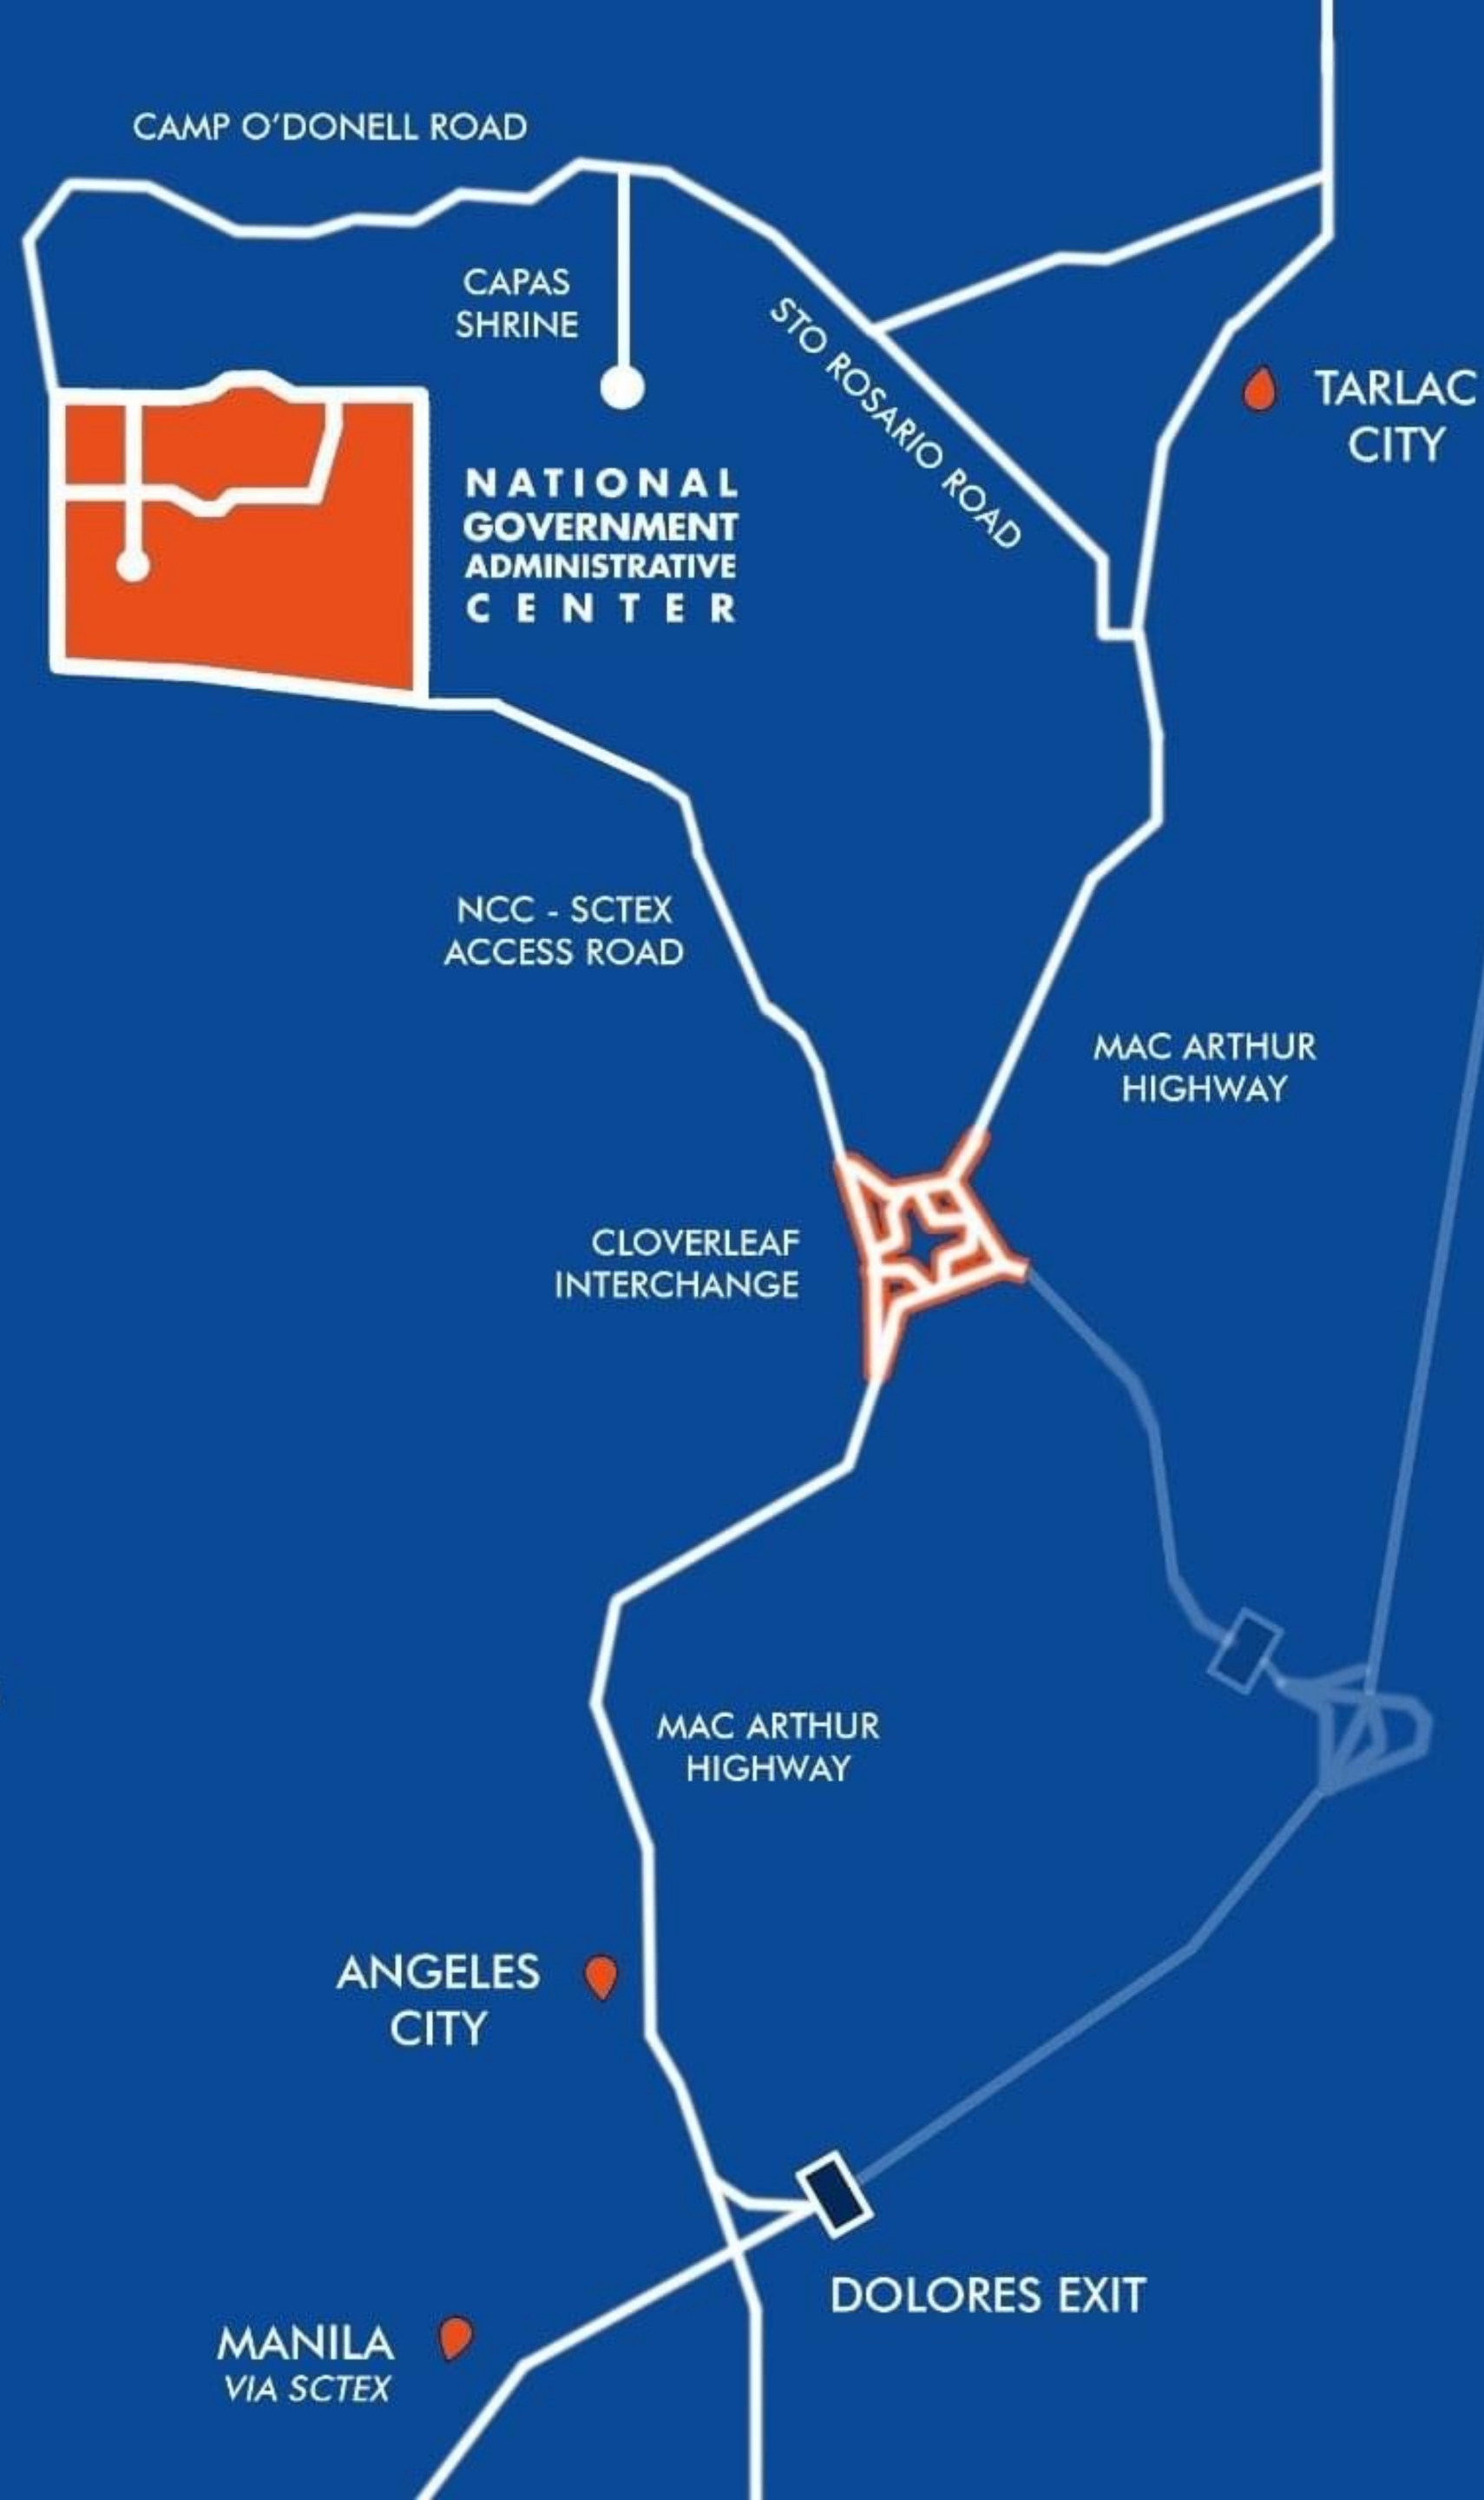 CAMP O'DONELL ROAD
CAPAS
SHRINE
STO ROSARIO ROAD
TARLAC
CITY
NATIONAL
GOVERNMENT
ADMINISTRATIVE
CENTER
NCC - SCTEX
ACCESS ROAD
MAC ARTHUR
HIGHWAY
CLOVERLEAF
INTERCHANGE
MAC ARTHUR
HIGHWAY
ANGELES
CITY
DOLORES EXIT
MANILA
VIA SCTEX